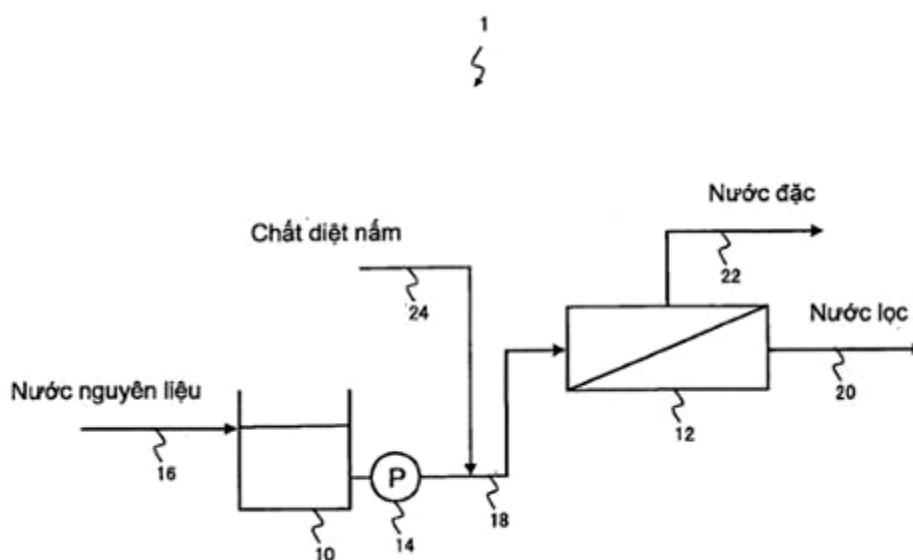 1
Nước đặc
Chất diệt nấm
22
24
Nước lọc
Nước nguyên liệu
20
12
16
P
18
10
14